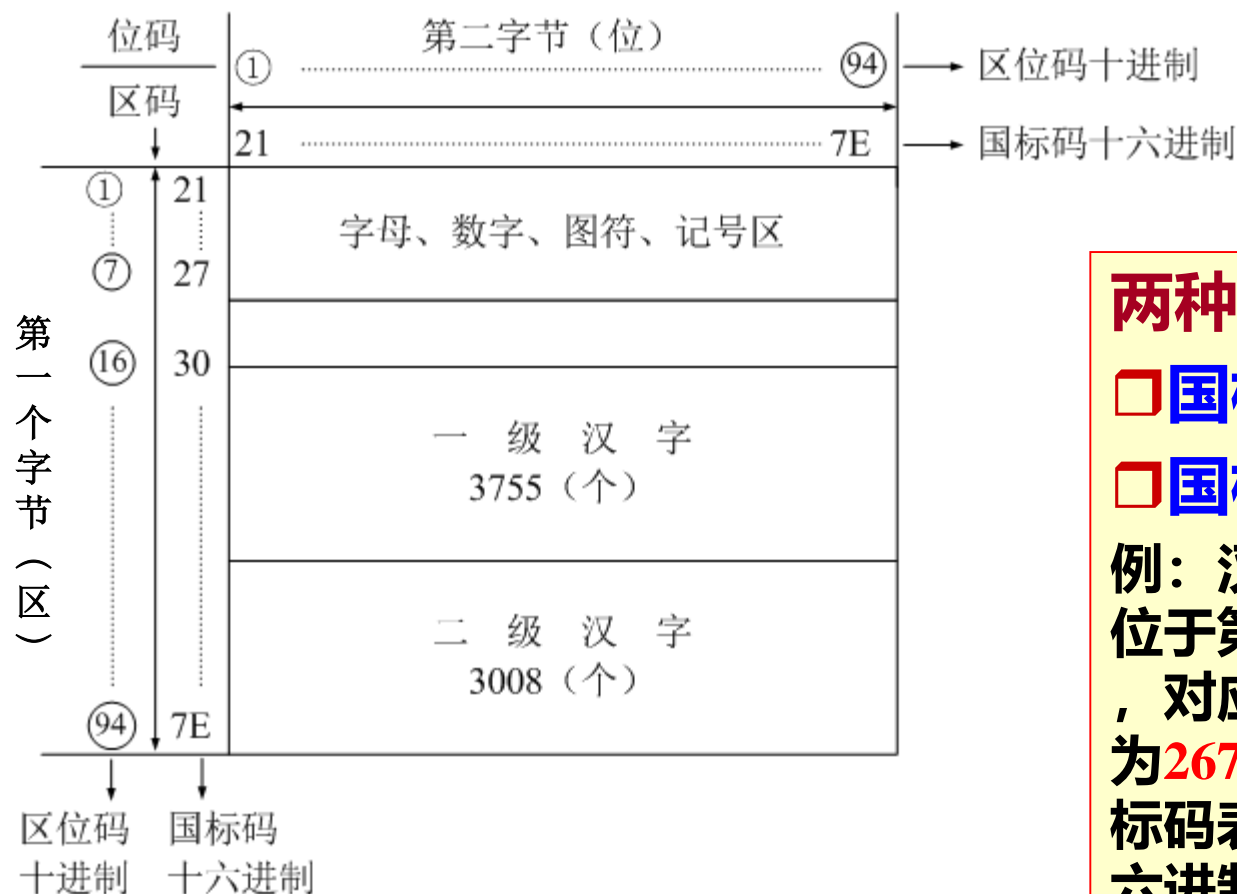 位码
区码
第二字节（位）
① ⑨④ 区位码十进制
21 7E 国标码十六进制
第一个字节（区）
① 21
⑦ 27
字母、数字、图符、记号区
⑯ 30
一 级 汉 字
3755（个）
二 级 汉 字
3008（个）
94 7E
区位码 国标码
十进制 十六进制
两种
国
国
例：
位于第
，对应
为267
标码表
六进制